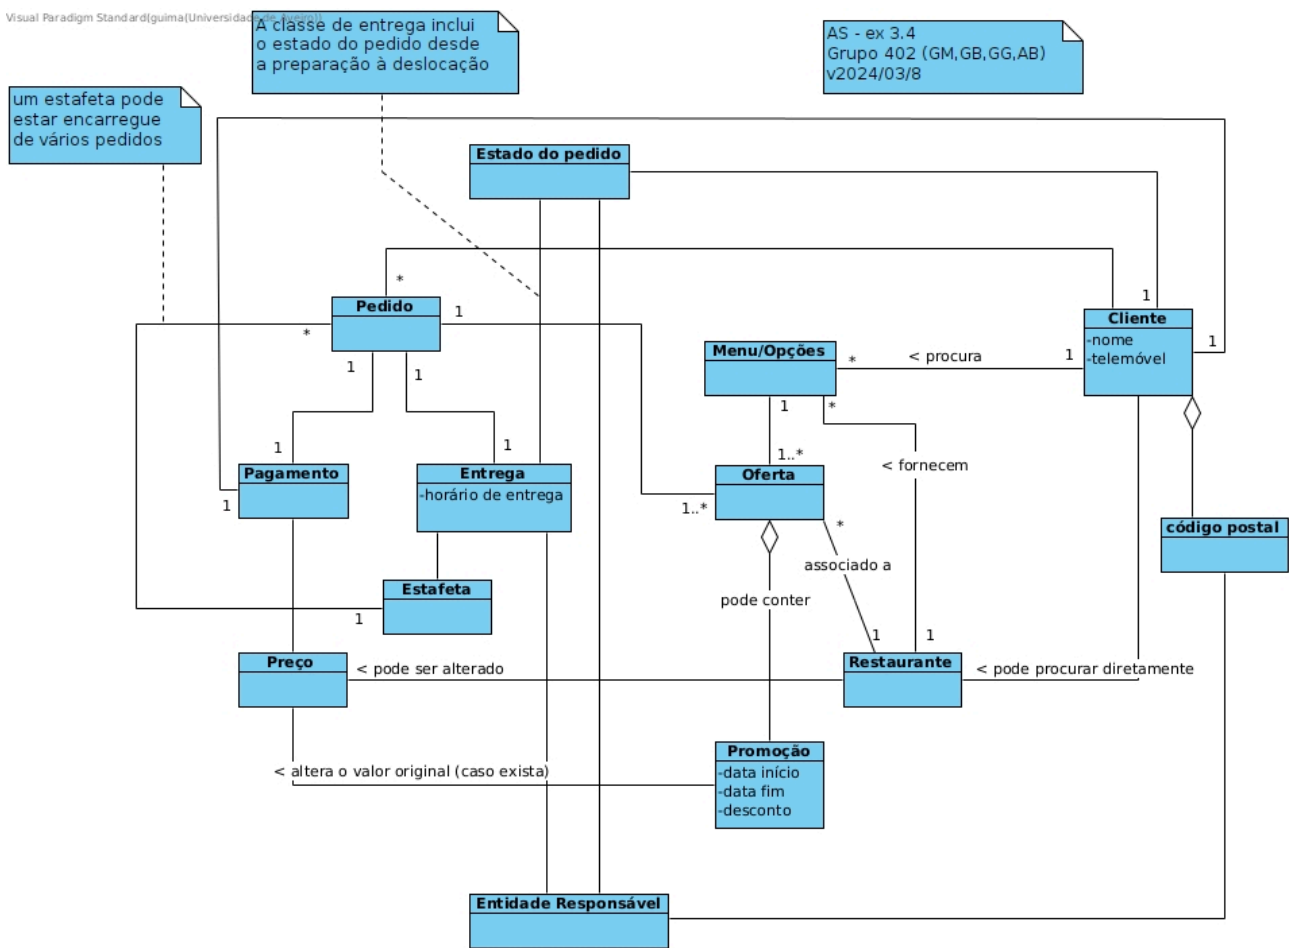 Visual Paradigm Standard(guima(Universidade de Aveiro))
A classe de entrega inclui
o estado do pedido desde
a preparação à deslocação
AS - ex 3.4
Grupo 402 (GM,GB,GG,AB)
v2024/03/8
um estafeta pode
estar encarregue
de vários pedidos
Estado do pedido
*
1
Pedido
1
*
1
1
Cliente
-nome
-telemóvel
1
1
Menu/Opções
*
< procura
1
1
*
1
1
1..*
< fornecem
Pagamento
Entrega
-horário de entrega
Oferta
1
1..*
*
código postal
associado a
pode conter
Estafeta
1
1
1
Preço
< pode ser alterado
Restaurante
< pode procurar diretamente
Promoção
-data início
-data fim
-desconto
< altera o valor original (caso exista)
Entidade Responsável